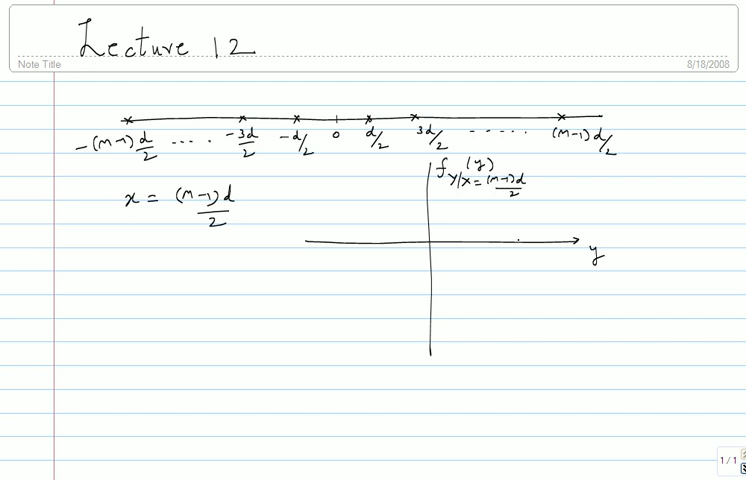 Lecture 12
Note Title
8/18/2008
-(M-1)d/2 ..... -3d/2 -d/2 0 d/2 3d/2 ...... (M-1)d/2
f_{Y/X=(M-1)d/2}(y)
x = (M-1)d/2
y
1/1